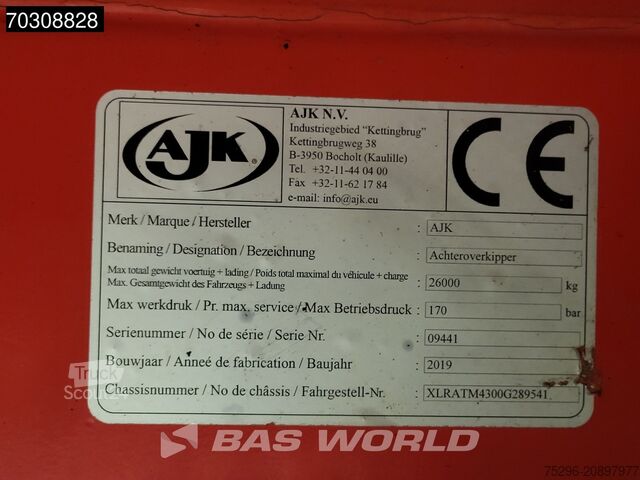 70308828
AJK
AJK N.V.
Industriegebied "Kettingbrug"
Kettingbrugweg 38
B-3950 Bocholt (Kaulille)
Tel. +32-11-44 04 00
Fax +32-11-62 17 84
e-mail: info@ajk.eu
CE
Merk / Marque / Hersteller : AJK
Benaming / Designation / Bezeichnung : Achteroverkipper
Max totaal gewicht voertuig + lading / Poids total maximal du véhicule + charge
Max. Gesamtgewicht des Fahrzeugs + Ladung : 26000 kg
Max werkdruk / Pr. max. service / Max Betriebsdruck : 170 bar
Serienummer / No de série / Serie Nr. : 09441
Bouwjaar / Anneé de fabrication / Baujahr : 2019
Chassisnummer / No de châssis / Fahrgestell-Nr. : XLRATM4300G289541
Truck
Scout
BAS WORLD
75296-20897977